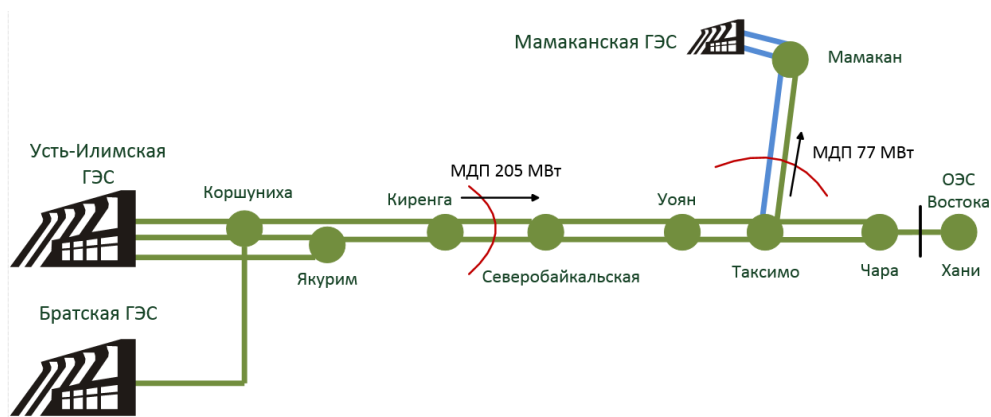 Мамаканская ГЭС
Мамакан
Усть-Илимская
ГЭС
Коршуниха
Киренга
МДП 205 МВт
Уоян
МДП 77 МВт
ОЭС
Востока
Якурим
Северобайкальская
Таксимо
Чара
Хани
Братская ГЭС